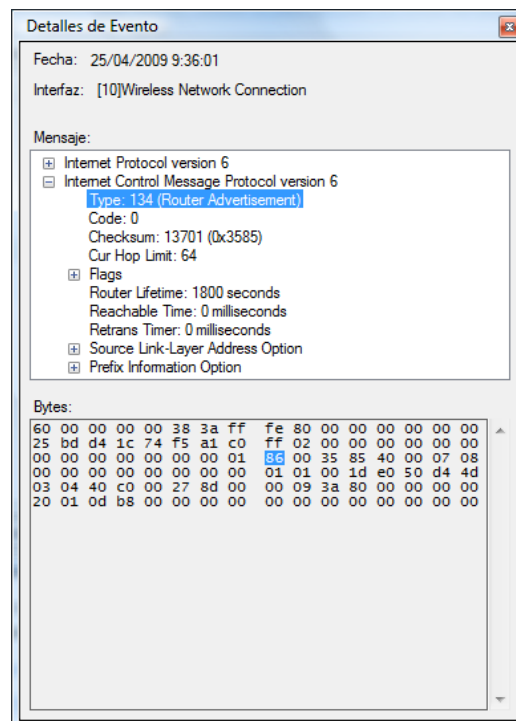 Detalles de Evento
Fecha: 25/04/2009 9:36:01
Interfaz: [10]Wireless Network Connection
Mensaje:
Internet Protocol version 6
Internet Control Message Protocol version 6
Type: 134 (Router Advertisement)
Code: 0
Checksum: 13701 (0x3585)
Cur Hop Limit: 64
Flags
Router Lifetime: 1800 seconds
Reachable Time: 0 milliseconds
Retrans Timer: 0 milliseconds
Source Link-Layer Address Option
Prefix Information Option
Bytes:
60 00 00 00 00 38 3a ff fe 80 00 00 00 00 00 00
25 bd d4 1c 74 f5 a1 c0 ff 02 00 00 00 00 00 00
00 00 00 00 00 00 00 01 86 00 35 85 40 00 07 08
00 00 00 00 00 00 00 00 01 01 00 1d e0 50 d4 4d
03 04 40 c0 00 27 8d 00 00 09 3a 80 00 00 00 00
20 01 0d b8 00 00 00 00 00 00 00 00 00 00 00 00